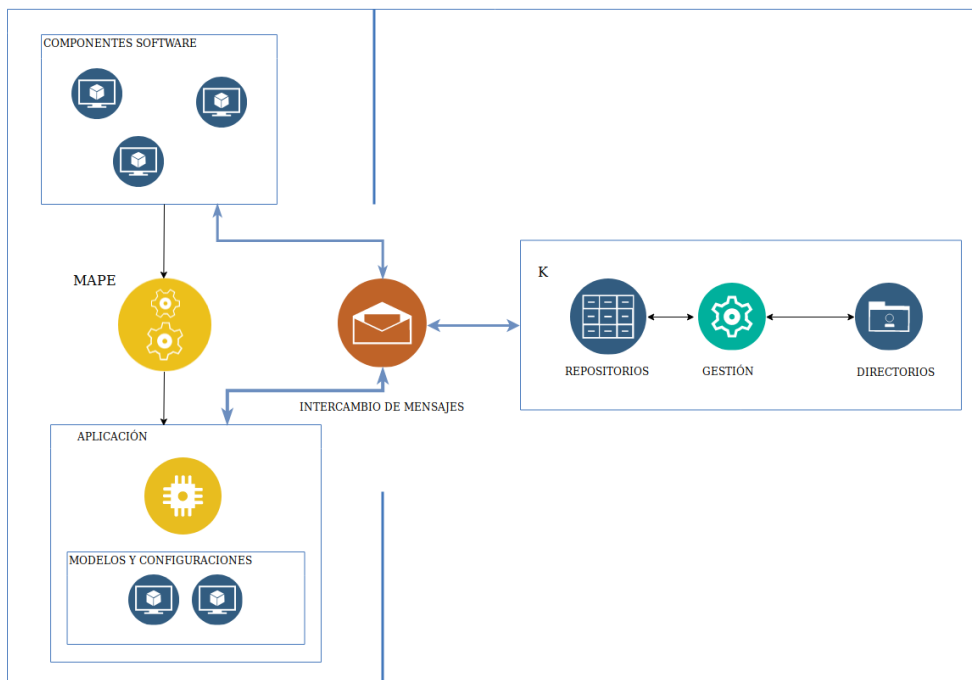 COMPONENTES SOFTWARE
MAPE
INTERCAMBIO DE MENSAJES
K
REPOSITORIOS
GESTIÓN
DIRECTORIOS
APLICACIÓN
MODELOS Y CONFIGURACIONES